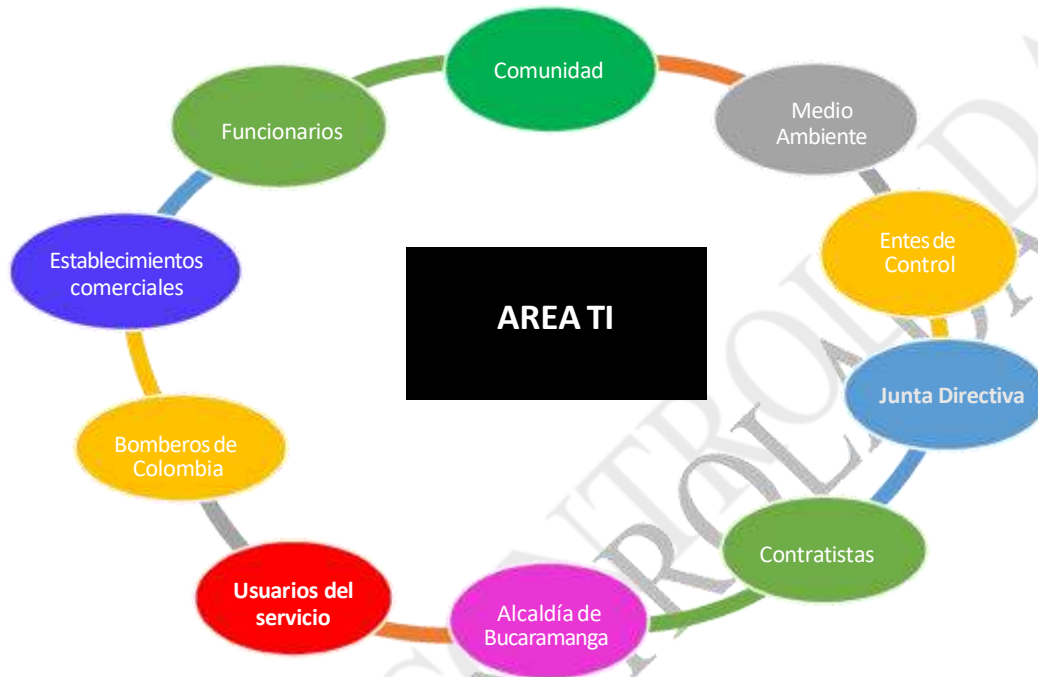 Comunidad
Medio
Ambiente
Entes de
Control
Junta Directiva
Contratistas
Alcaldía de
Bucaramanga
Usuarios del
servicio
Bomberos de
Colombia
Establecimientos
comerciales
Funcionarios
AREA TI